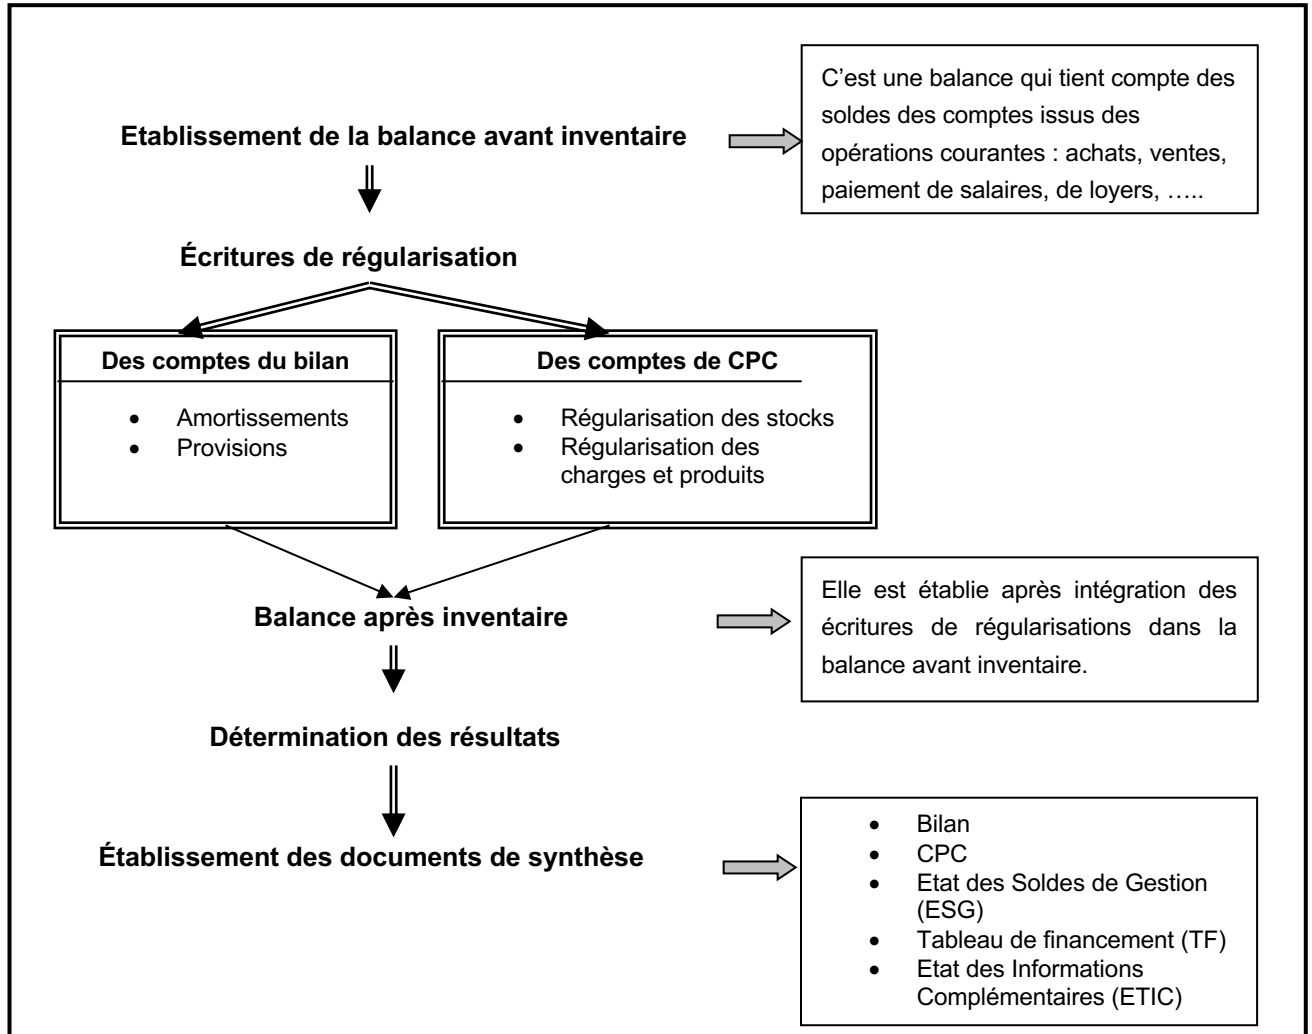 C’est une balance qui tient compte des
soldes des comptes issus des
opérations courantes : achats, ventes,
paiement de salaires, de loyers, …..
Etablissement de la balance avant inventaire
Écritures de régularisation
Des comptes du bilan
• Amortissements
• Provisions
Des comptes de CPC
• Régularisation des stocks
• Régularisation des
charges et produits
Balance après inventaire
Elle est établie après intégration des
écritures de régularisations dans la
balance avant inventaire.
Détermination des résultats
Établissement des documents de synthèse
• Bilan
• CPC
• Etat des Soldes de Gestion
(ESG)
• Tableau de financement (TF)
• Etat des Informations
Complémentaires (ETIC)